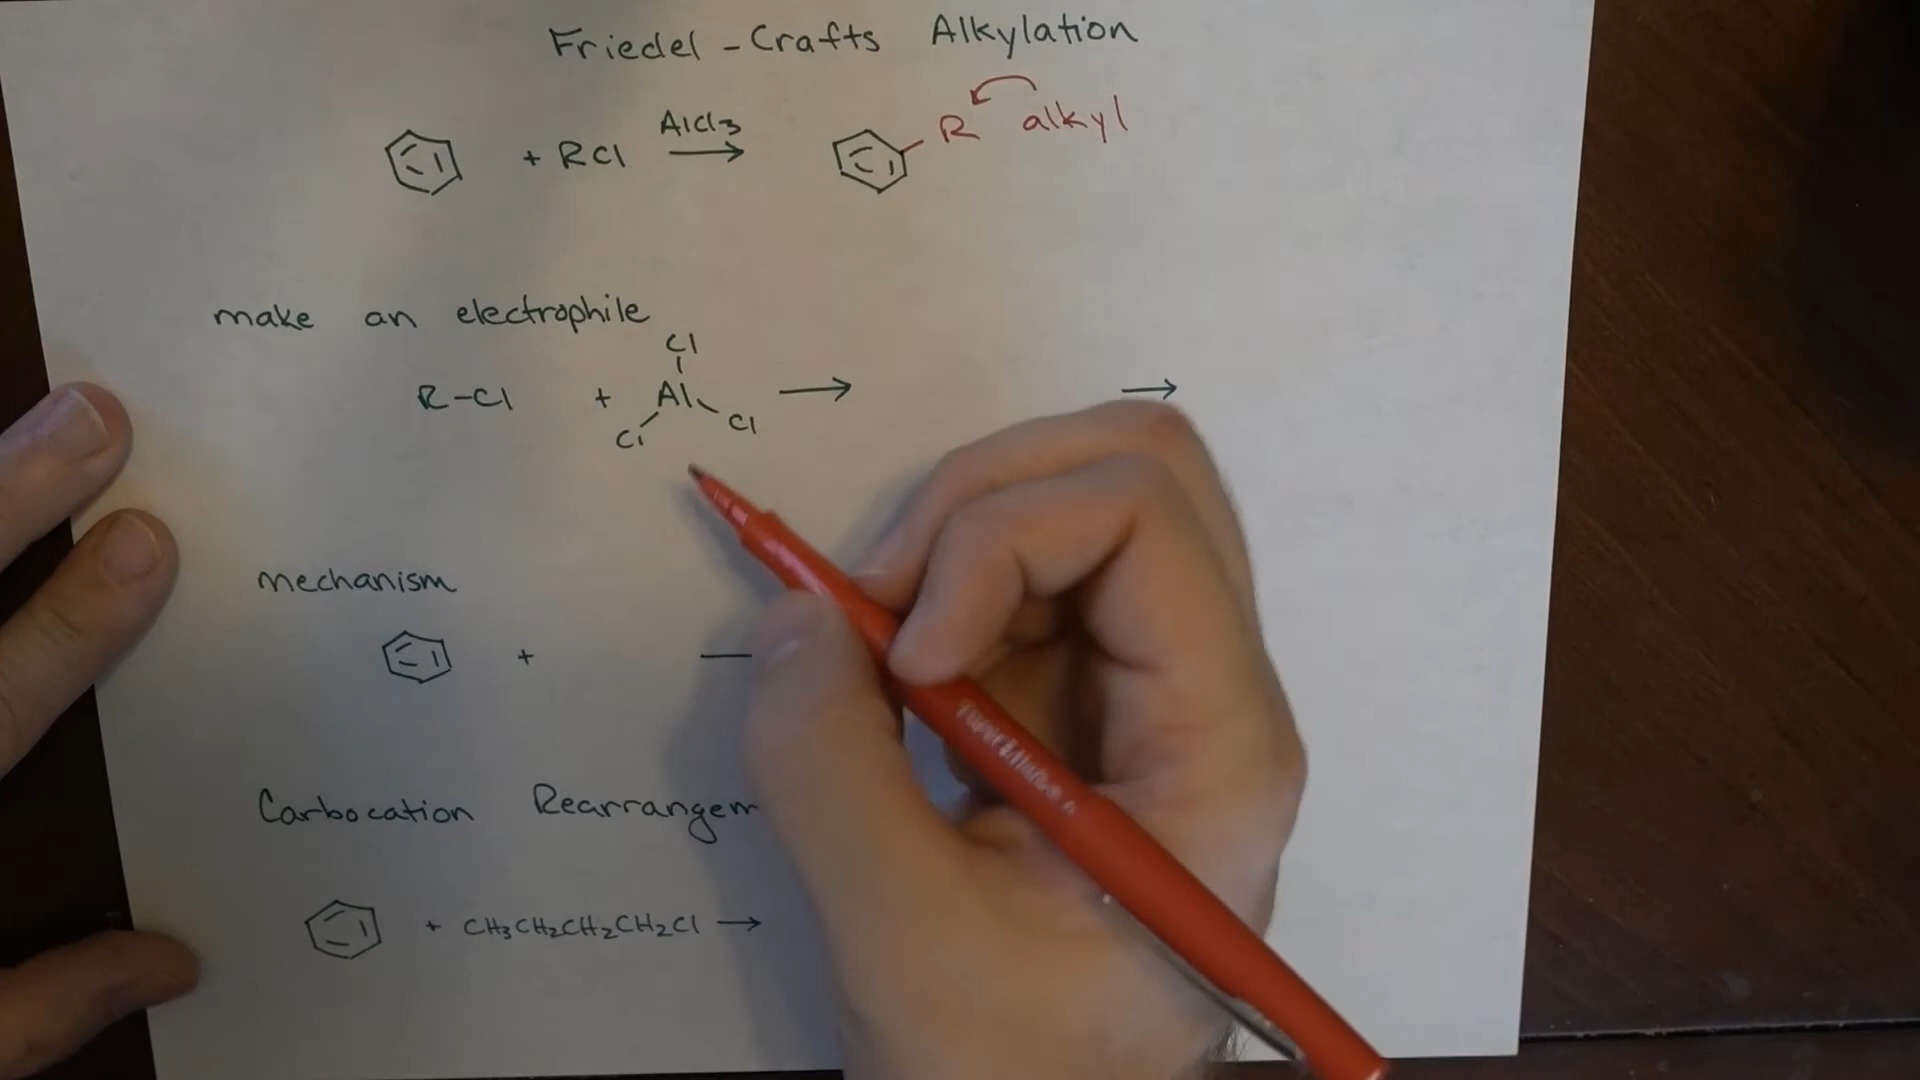 Friedel-Crafts Alkylation
+ RCl AlCl3 → R alkyl
make an electrophile
R-Cl + Al Cl Cl Cl → →
mechanism
+
Carbocation Rearrangem
+ CH3CH2CH2CH2Cl →